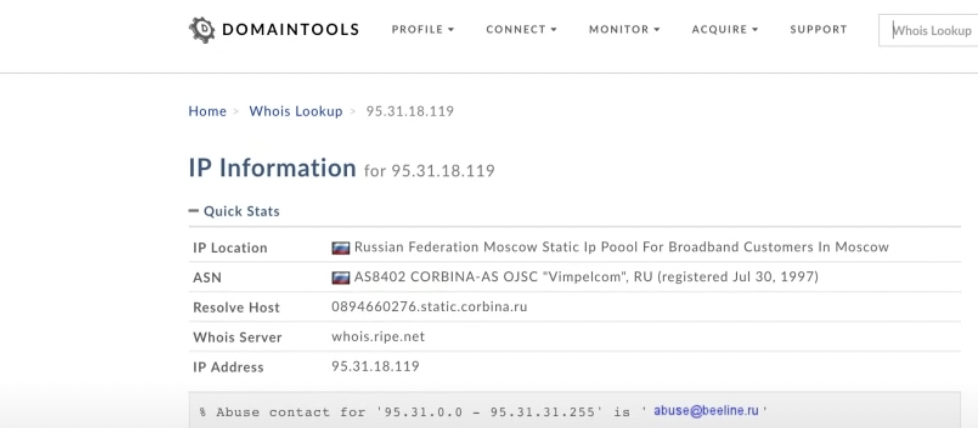 DOMAINTOOLS PROFILE CONNECT MONITOR ACQUIRE SUPPORT Whois Lookup
Home > Whois Lookup > 95.31.18.119
IP Information for 95.31.18.119
Quick Stats
IP Location Russian Federation Moscow Static Ip Poool For Broadband Customers In Moscow
ASN AS8402 CORBINA-AS OJSC "Vimpelcom", RU (registered Jul 30, 1997)
Resolve Host 0894660276.static.corbina.ru
Whois Server whois.ripe.net
IP Address 95.31.18.119
% Abuse contact for '95.31.0.0 - 95.31.31.255' is ' abuse@beeline.ru '